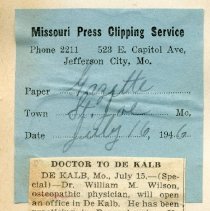 Missouri Press Clipping Service
Phone 2211 523 E. Capitol Ave,
Jefferson City, Mo.
Gazette
Town St. Joe Mo.
Date July 16, 1946
DOCTOR TO DE KALB
DE KALB, Mo., July 15.—(Spe-
cial)—Dr. William M. Wilson,
osteopathic physician, will open
an office in De Kalb. He has been